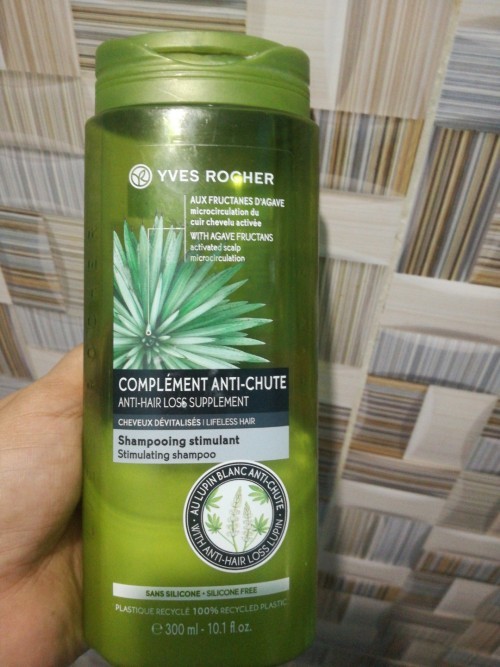 YVES ROCHER
AUX FRUCTANES D'AGAVE
microcirculation du
cuir chevelu activée
WITH AGAVE FRUCTANS
activated scalp
microcirculation
COMPLÉMENT ANTI-CHUTE
ANTI-HAIR LOSS SUPPLEMENT
CHEVEUX DÉVITALISÉS | LIFELESS HAIR
Shampooing stimulant
Stimulating shampoo
• AU LUPIN BLANC ANTI-CHUTE •
WITH ANTI-HAIR LOSS LUPIN
SANS SILICONE • SILICONE FREE
PLASTIQUE RECYCLÉ 100% RECYCLED PLASTIC
℮ 300 ml - 10.1 fl.oz.